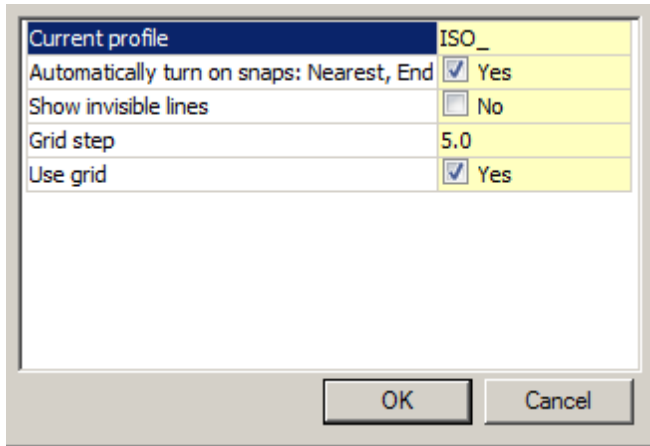 Current profile ISO_
Automatically turn on snaps: Nearest, End Yes
Show invisible lines No
Grid step 5.0
Use grid Yes
OK Cancel